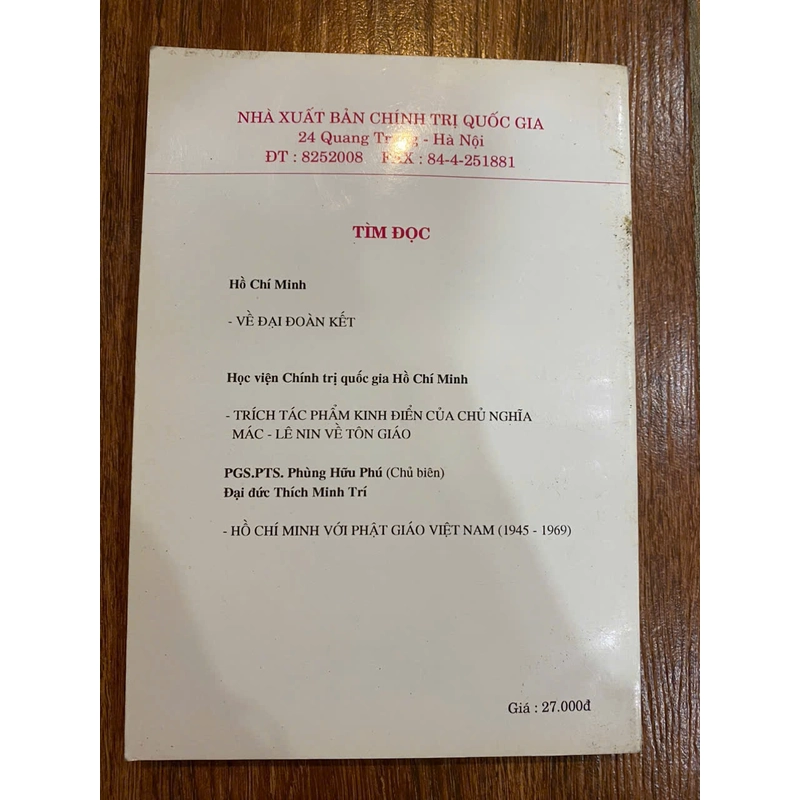 NHÀ XUẤT BẢN CHÍNH TRỊ QUỐC GIA
24 Quang Trung - Hà Nội
ĐT : 8252008 FAX : 84-4-251881
TÌM ĐỌC
Hồ Chí Minh
- VỀ ĐẠI ĐOÀN KẾT
Học viện Chính trị quốc gia Hồ Chí Minh
- TRÍCH TÁC PHẨM KINH ĐIỂN CỦA CHỦ NGHĨA
MÁC - LÊ NIN VỀ TÔN GIÁO
PGS.PTS. Phùng Hữu Phú (Chủ biên)
Đại đức Thích Minh Trí
- HỒ CHÍ MINH VỚI PHẬT GIÁO VIỆT NAM (1945 - 1969)
Giá : 27.000đ